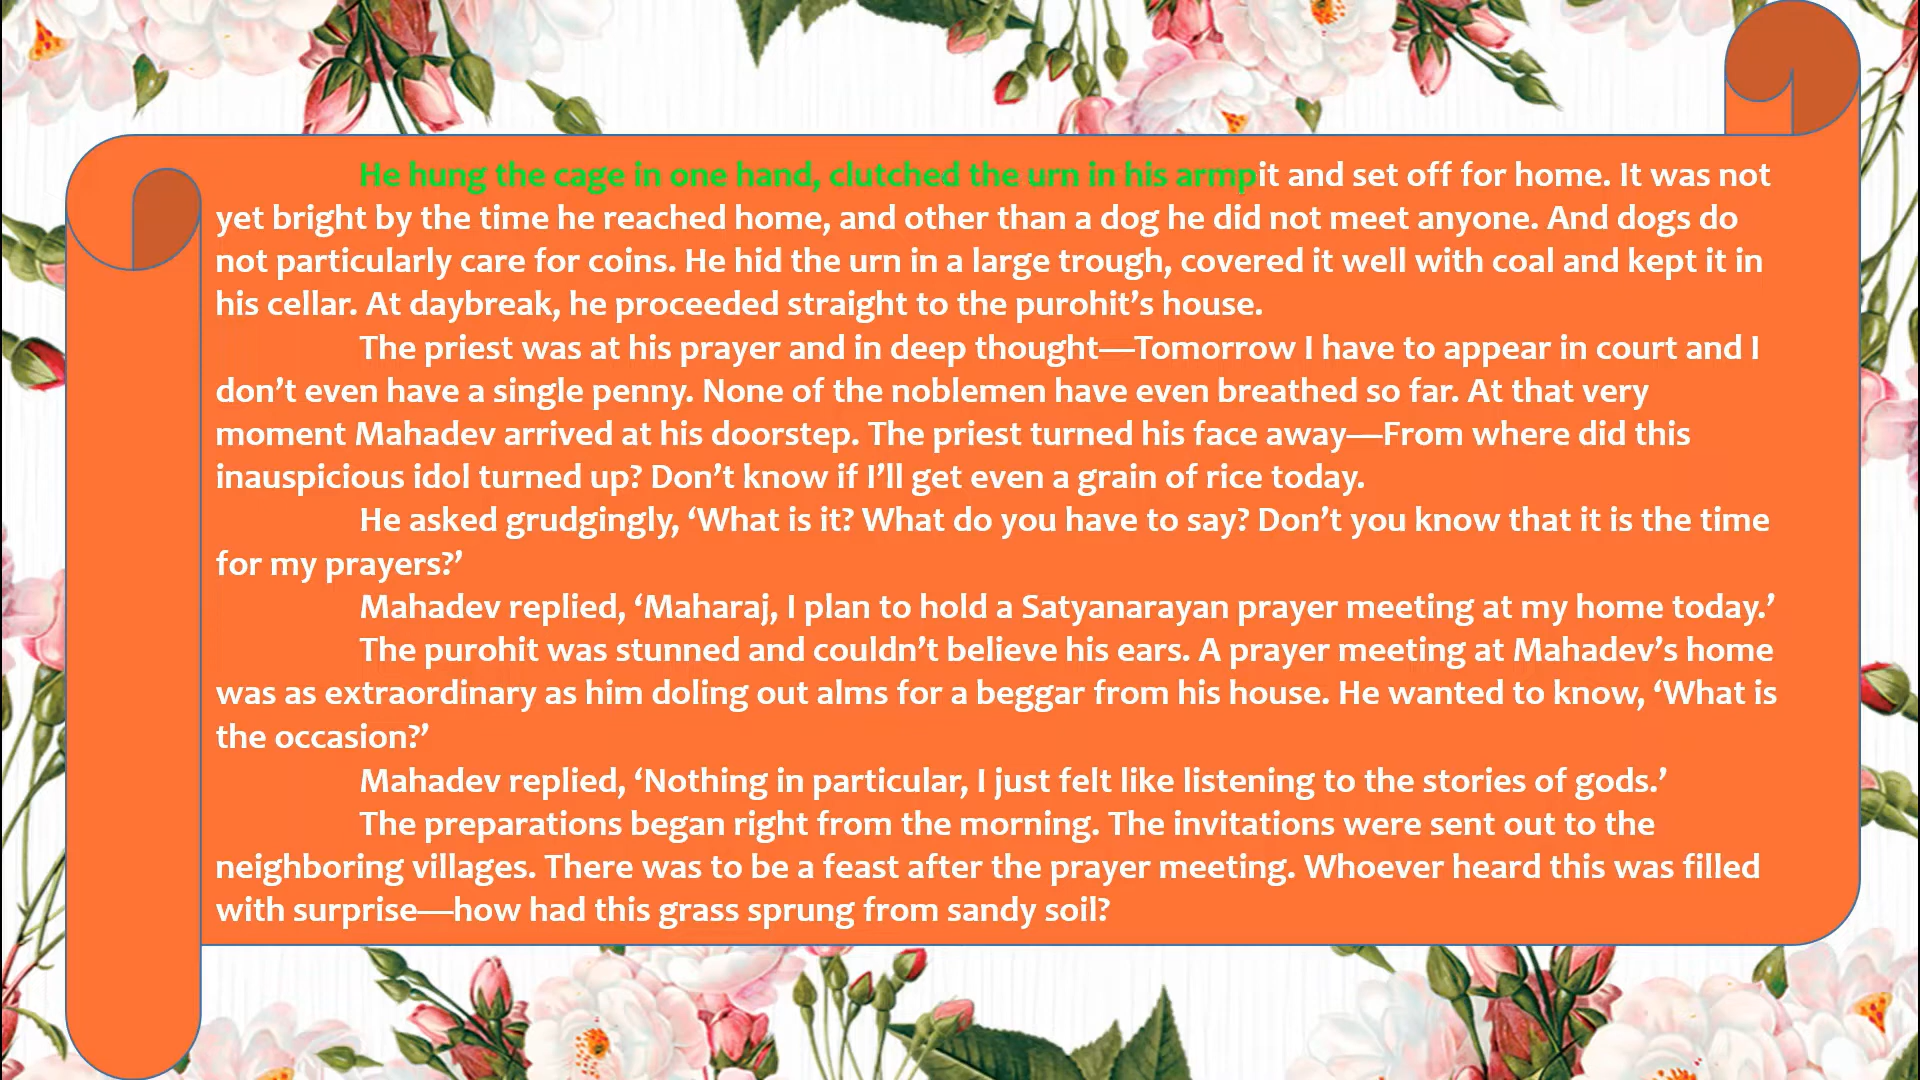 He hung the cage in one hand, clutched the urn in his armpit and set off for home. It was not
yet bright by the time he reached home, and other than a dog he did not meet anyone. And dogs do
not particularly care for coins. He hid the urn in a large trough, covered it well with coal and kept it in
his cellar. At daybreak, he proceeded straight to the purohit’s house.
The priest was at his prayer and in deep thought—Tomorrow I have to appear in court and I
don’t even have a single penny. None of the noblemen have even breathed so far. At that very
moment Mahadev arrived at his doorstep. The priest turned his face away—From where did this
inauspicious idol turned up? Don’t know if I’ll get even a grain of rice today.
He asked grudgingly, ‘What is it? What do you have to say? Don’t you know that it is the time
for my prayers?’
Mahadev replied, ‘Maharaj, I plan to hold a Satyanarayan prayer meeting at my home today.’
The purohit was stunned and couldn’t believe his ears. A prayer meeting at Mahadev’s home
was as extraordinary as him doling out alms for a beggar from his house. He wanted to know, ‘What is
the occasion?’
Mahadev replied, ‘Nothing in particular, I just felt like listening to the stories of gods.’
The preparations began right from the morning. The invitations were sent out to the
neighboring villages. There was to be a feast after the prayer meeting. Whoever heard this was filled
with surprise—how had this grass sprung from sandy soil?